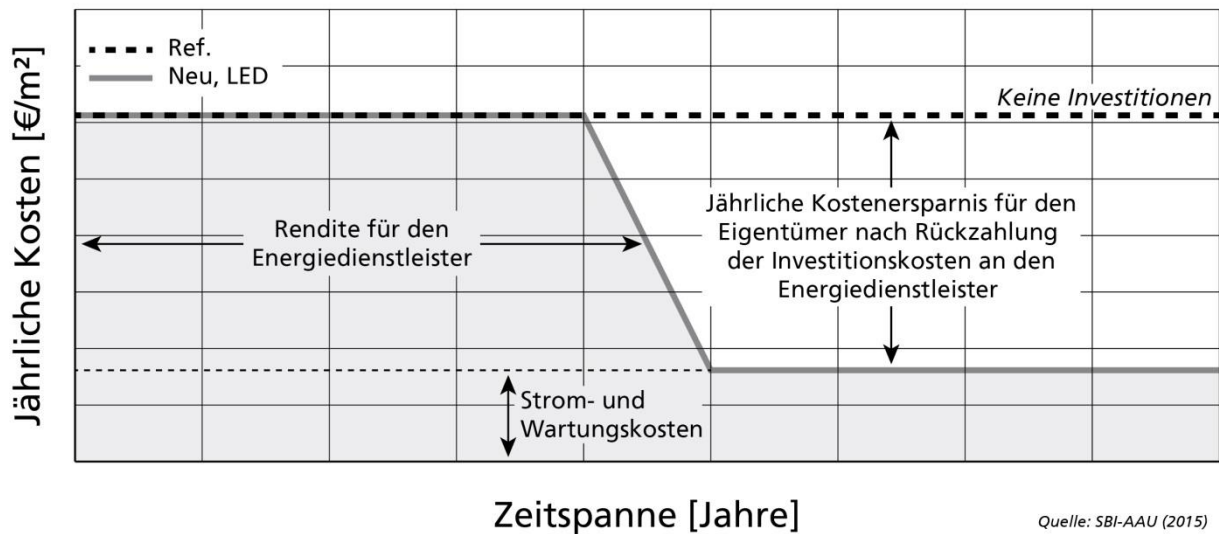 Jährliche Kosten [€/m²]
Ref.
Neu, LED
Keine Investitionen
Rendite für den
Energiedienstleister
Jährliche Kostenersparnis für den
Eigentümer nach Rückzahlung
der Investitionskosten an den
Energiedienstleister
Strom- und
Wartungskosten
Zeitspanne [Jahre]
Quelle: SBI-AAU (2015)